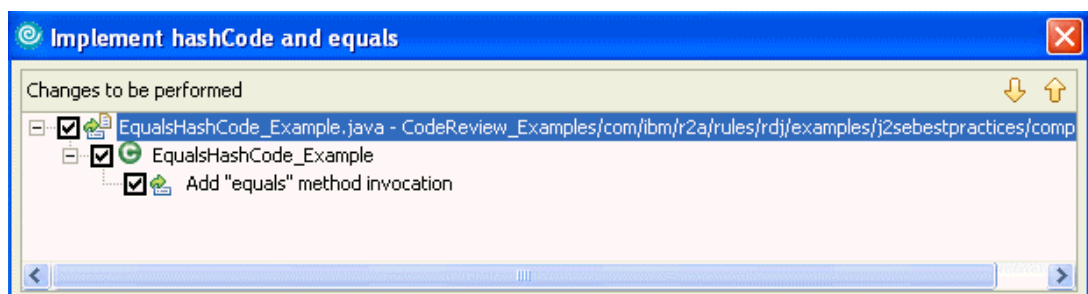 Implement hashCode and equals
Changes to be performed
EqualsHashCode_Example.java - CodeReview_Examples/com/ibm/r2a/rules/rdj/examples/j2sebestpractices/comp
EqualsHashCode_Example
Add "equals" method invocation